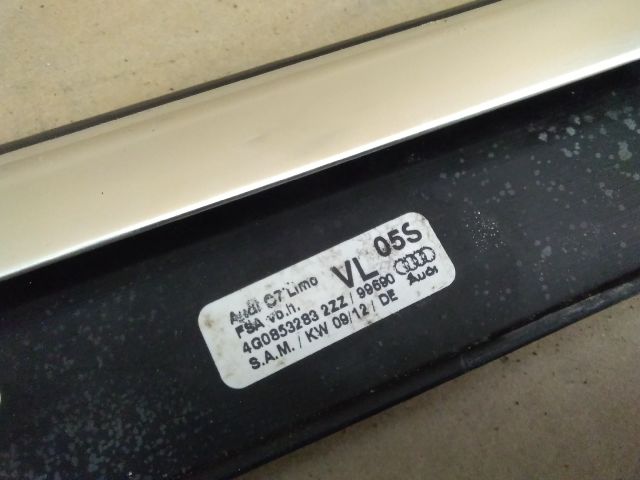 Audi C7 Limo VL 05S
FSA vo.h.
4G0853283 2ZZ / 99690
S.A.M. / KW 09/12 / DE
Audi